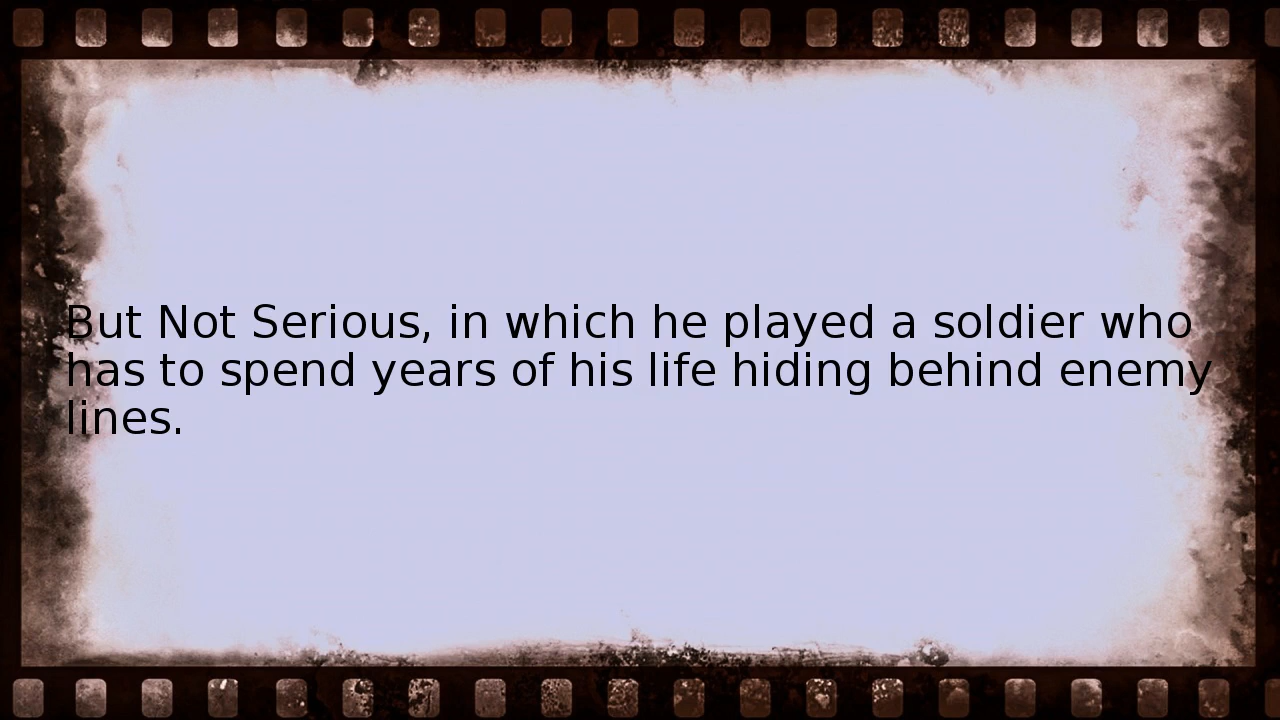 But Not Serious, in which he played a soldier who
has to spend years of his life hiding behind enemy
lines.